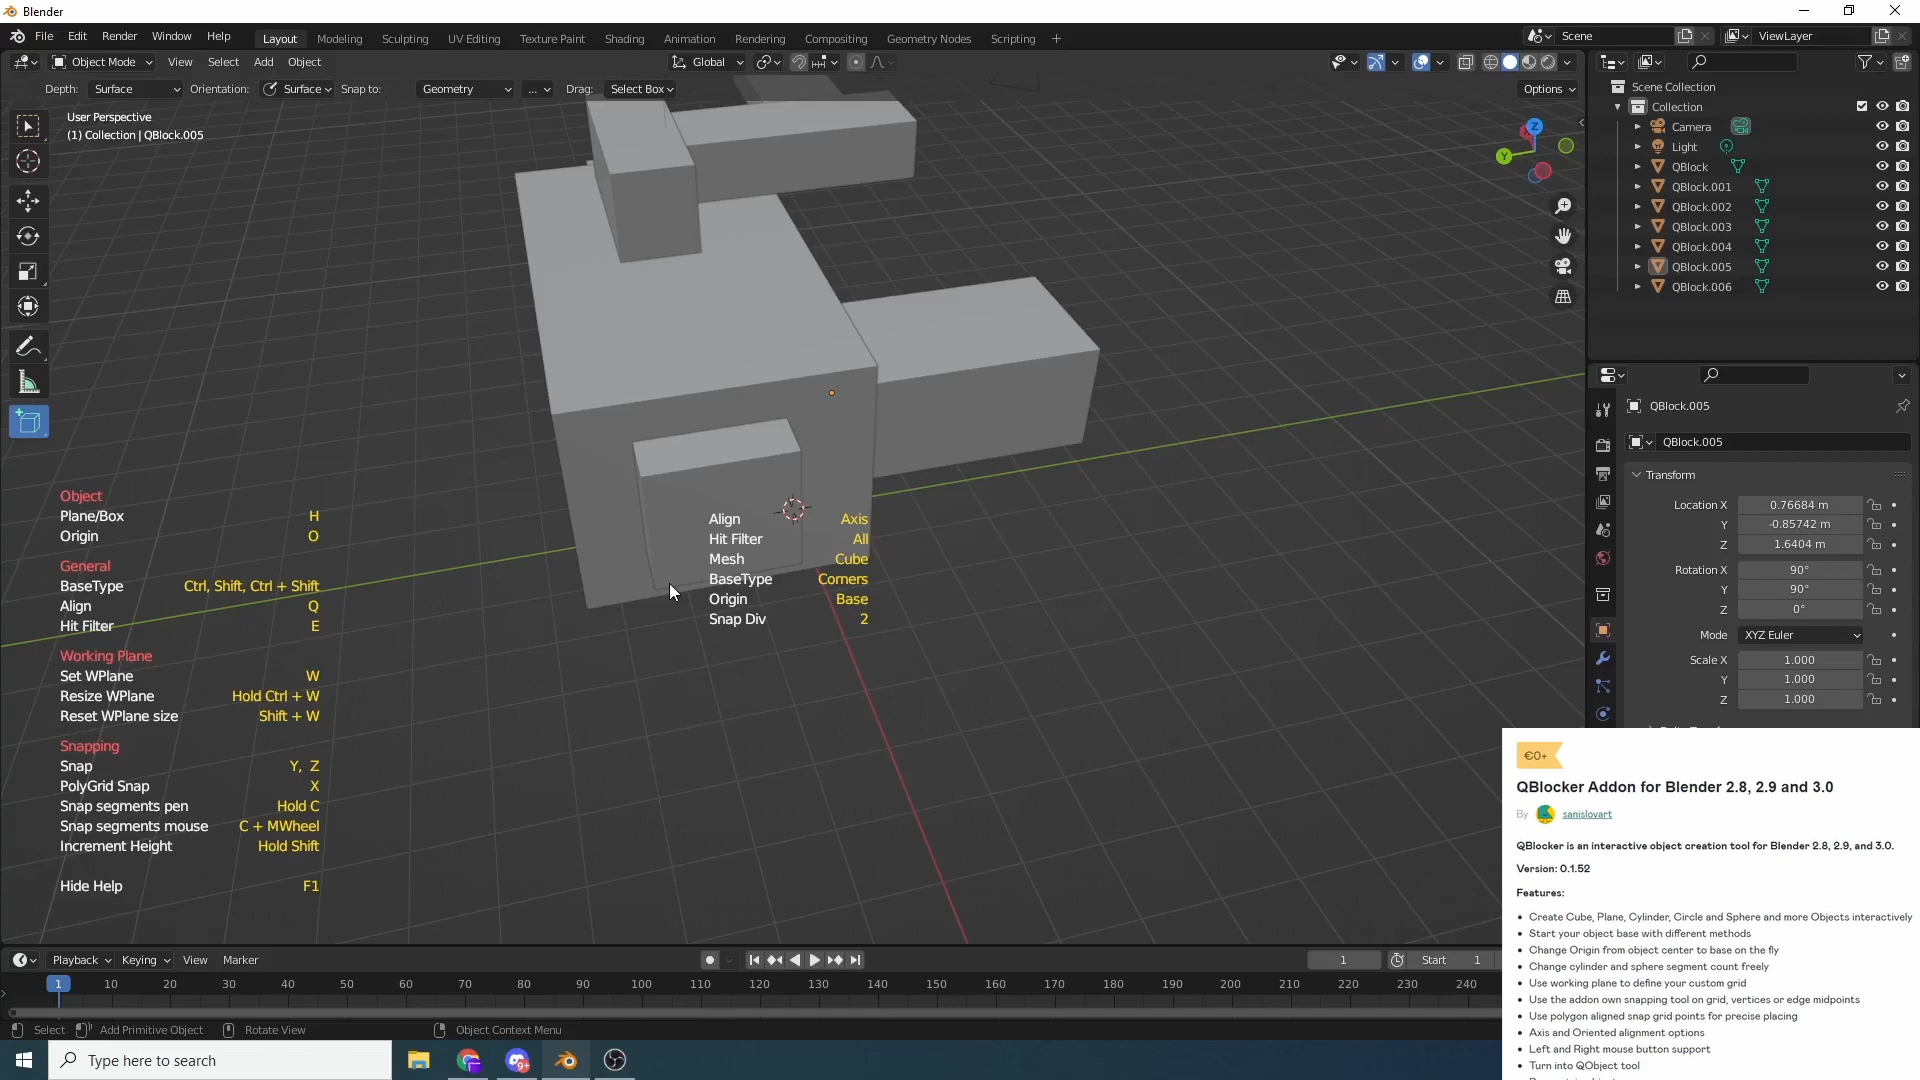 Blender
File Edit Render Window Help
Layout Modeling Sculpting UV Editing Texture Paint Shading Animation Rendering Compositing Geometry Nodes Scripting +
Scene
ViewLayer
Object Mode View Select Add Object
Global
Depth: Surface Orientation: Surface Snap to: Geometry ... Drag: Select Box
Options
User Perspective
(1) Collection | QBlock.005
Z
Y
Scene Collection
Collection
Camera
Light
QBlock
QBlock.001
QBlock.002
QBlock.003
QBlock.004
QBlock.005
QBlock.006
QBlock.005
QBlock.005
Transform
Location X 0.76684 m
Y -0.85742 m
Z 1.6404 m
Rotation X 90°
Y 90°
Z 0°
Mode XYZ Euler
Scale X 1.000
Y 1.000
Z 1.000
Object
Plane/Box H
Origin O
General
BaseType Ctrl, Shift, Ctrl + Shift
Align Q
Hit Filter E
Working Plane
Set WPlane W
Resize WPlane Hold Ctrl + W
Reset WPlane size Shift + W
Snapping
Snap Y, Z
PolyGrid Snap X
Snap segments pen Hold C
Snap segments mouse C + MWheel
Increment Height Hold Shift
Hide Help F1
Align Axis
Hit Filter All
Mesh Cube
BaseType Corners
Origin Base
Snap Div 2
€0+
QBlocker Addon for Blender 2.8, 2.9 and 3.0
By sanislovart
QBlocker is an interactive object creation tool for Blender 2.8, 2.9, and 3.0.
Version: 0.1.52
Features:
• Create Cube, Plane, Cylinder, Circle and Sphere and more Objects interactively
• Start your object base with different methods
• Change Origin from object center to base on the fly
• Change cylinder and sphere segment count freely
• Use working plane to define your custom grid
• Use the addon own snapping tool on grid, vertices or edge midpoints
• Use polygon aligned snap grid points for precise placing
• Axis and Oriented alignment options
• Left and Right mouse button support
• Turn into QObject tool
Playback Keying View Marker
1 Start 1
1 10 20 30 40 50 60 70 80 90 100 110 120 130 140 150 160 170 180 190 200 210 220 230 240
Select Add Primitive Object Rotate View Object Context Menu
Type here to search